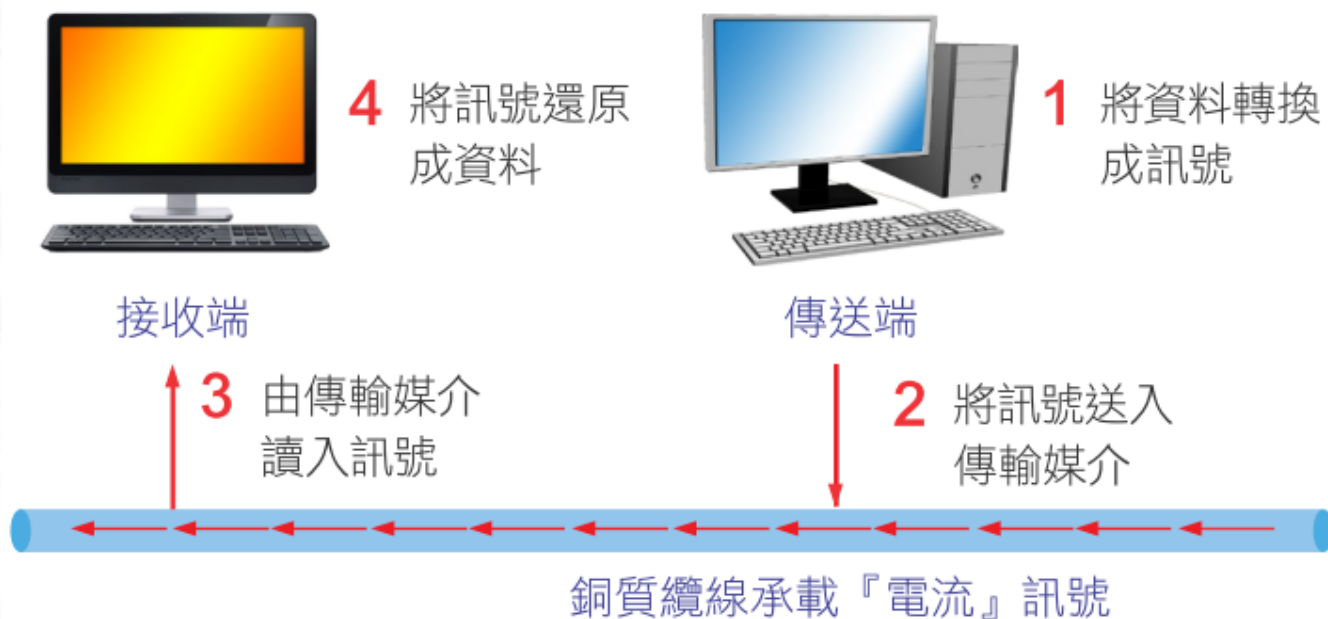 4 將訊號還原
成資料
1 將資料轉換
成訊號
接收端
傳送端
3 由傳輸媒介
讀入訊號
2 將訊號送入
傳輸媒介
銅質纜線承載『電流』訊號